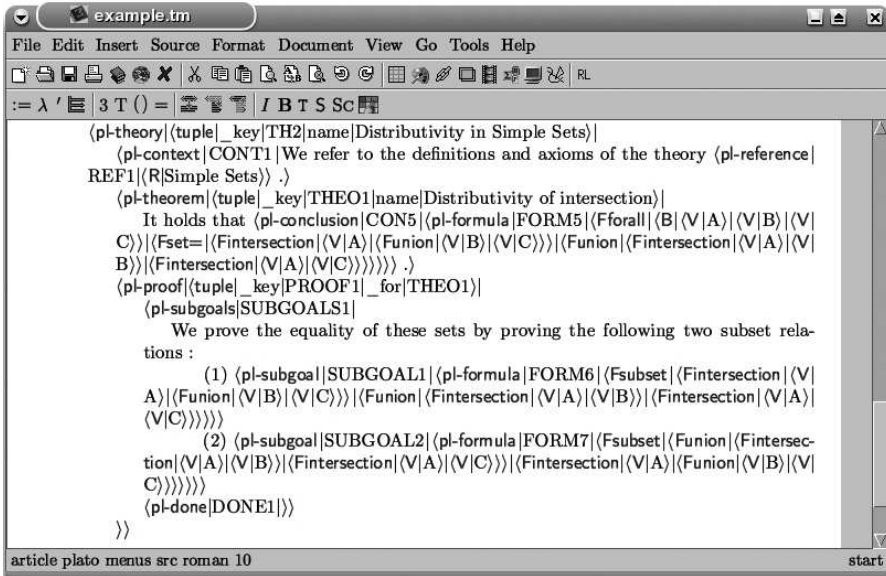 example.tm
File Edit Insert Source Format Document View Go Tools Help
RL
:= λ ' 3 T () = I B T S SC
⟨pl-theory|⟨tuple|_key|TH2|name|Distributivity in Simple Sets⟩|
⟨pl-context|CONT1|We refer to the definitions and axioms of the theory ⟨pl-reference|
REF1|⟨R|Simple Sets⟩⟩ .⟩
⟨pl-theorem|⟨tuple|_key|THEO1|name|Distributivity of intersection⟩|
It holds that ⟨pl-conclusion|CON5|⟨pl-formula|FORM5|⟨Fforall|⟨B|⟨V|A⟩|⟨V|B⟩|⟨V|
C⟩⟩|⟨Fset=|⟨Fintersection|⟨V|A⟩|⟨Funion|⟨V|B⟩|⟨V|C⟩⟩⟩|⟨Funion|⟨Fintersection|⟨V|A⟩|⟨V|
B⟩⟩|⟨Fintersection|⟨V|A⟩|⟨V|C⟩⟩⟩⟩⟩⟩⟩ .⟩
⟨pl-proof|⟨tuple|_key|PROOF1|_for|THEO1⟩|
⟨pl-subgoals|SUBGOALS1|
We prove the equality of these sets by proving the following two subset rela-
tions :
(1) ⟨pl-subgoal|SUBGOAL1|⟨pl-formula|FORM6|⟨Fsubset|⟨Fintersection|⟨V|
A⟩|⟨Funion|⟨V|B⟩|⟨V|C⟩⟩⟩|⟨Funion|⟨Fintersection|⟨V|A⟩|⟨V|B⟩⟩|⟨Fintersection|⟨V|A⟩|
⟨V|C⟩⟩⟩⟩⟩⟩
(2) ⟨pl-subgoal|SUBGOAL2|⟨pl-formula|FORM7|⟨Fsubset|⟨Funion|⟨Fintersec-
tion|⟨V|A⟩|⟨V|B⟩⟩|⟨Fintersection|⟨V|A⟩|⟨V|C⟩⟩⟩|⟨Fintersection|⟨V|A⟩|⟨Funion|⟨V|B⟩|⟨V|
C⟩⟩⟩⟩⟩⟩⟩
⟨pl-done|DONE1|⟩⟩
⟩⟩
article plato menus src roman 10 start